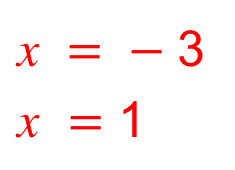 x = − 3
x = 1